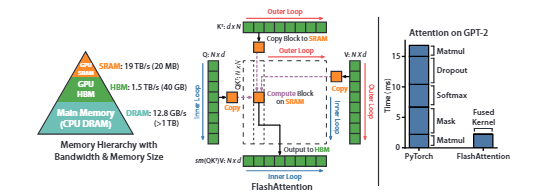 GPU
SRAM
SRAM: 19 TB/s (20 MB)
GPU
HBM
HBM: 1.5 TB/s (40 GB)
Main Memory
(CPU DRAM)
DRAM: 12.8 GB/s
(>1 TB)
Memory Hierarchy with
Bandwidth & Memory Size
Outer Loop
Kᵀ: d x N
Copy Block to SRAM
Outer Loop
Q: N x d
V: N X d
Inner Loop
Copy
Compute Block
on SRAM
Copy
Inner Loop
Outer Loop
Output to HBM
sm(QKᵀ)V: N x d
Inner Loop
FlashAttention
Attention on GPT-2
Time (ms)
15
10
5
0
Matmul
Dropout
Softmax
Mask
Matmul
Fused
Kernel
PyTorch
FlashAttention